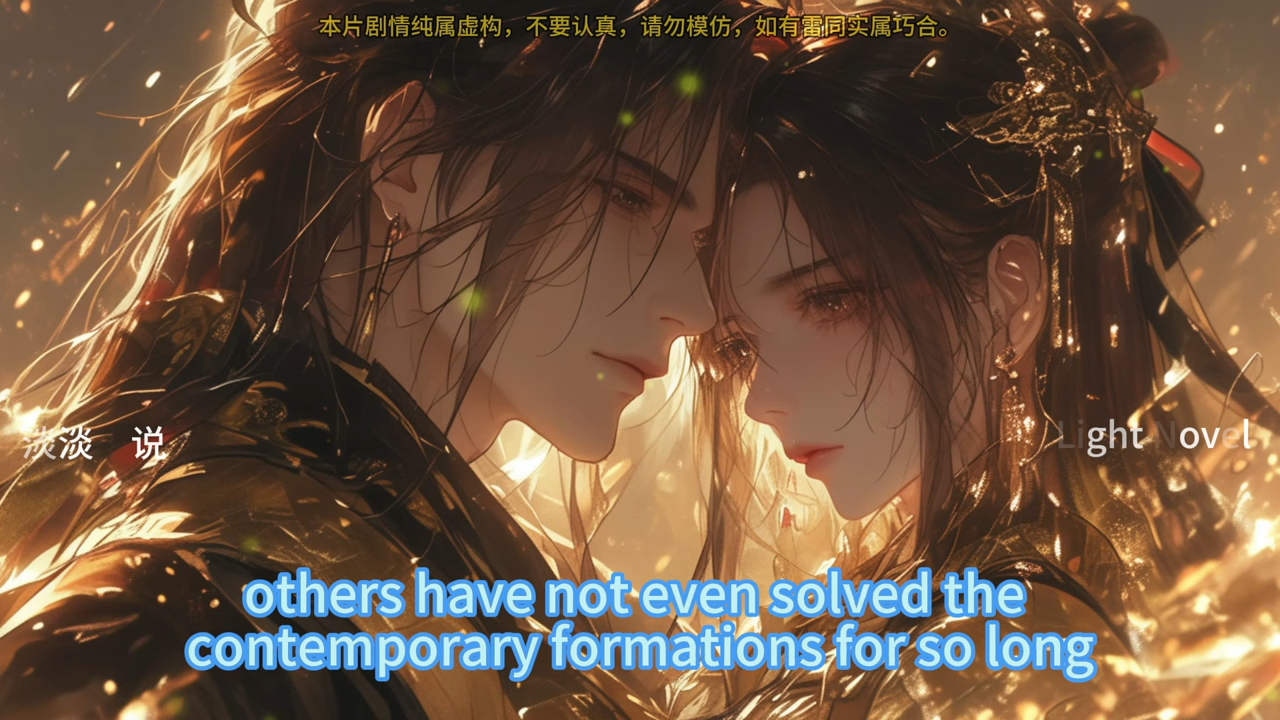 本片剧情纯属虚构，不要认真，请勿模仿，如有雷同实属巧合。
淡淡 说
Light Novel
others have not even solved the
contemporary formations for so long